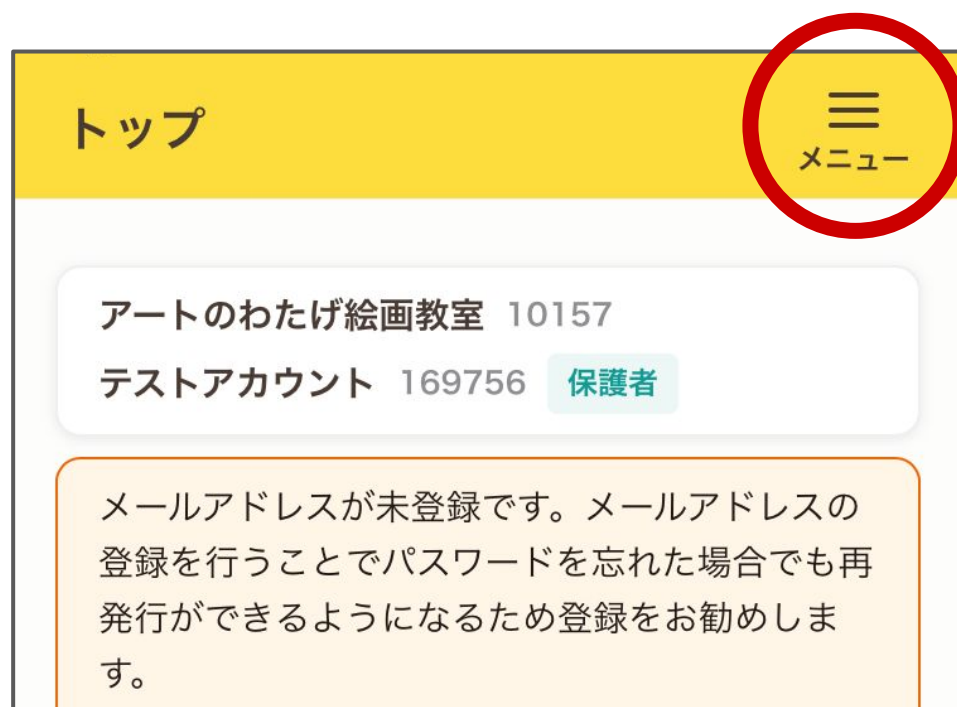 トップ
メニュー
アートのわたげ絵画教室 10157
テストアカウント 169756 保護者
メールアドレスが未登録です。メールアドレスの
登録を行うことでパスワードを忘れた場合でも再
発行ができるようになるため登録をお勧めしま
す。